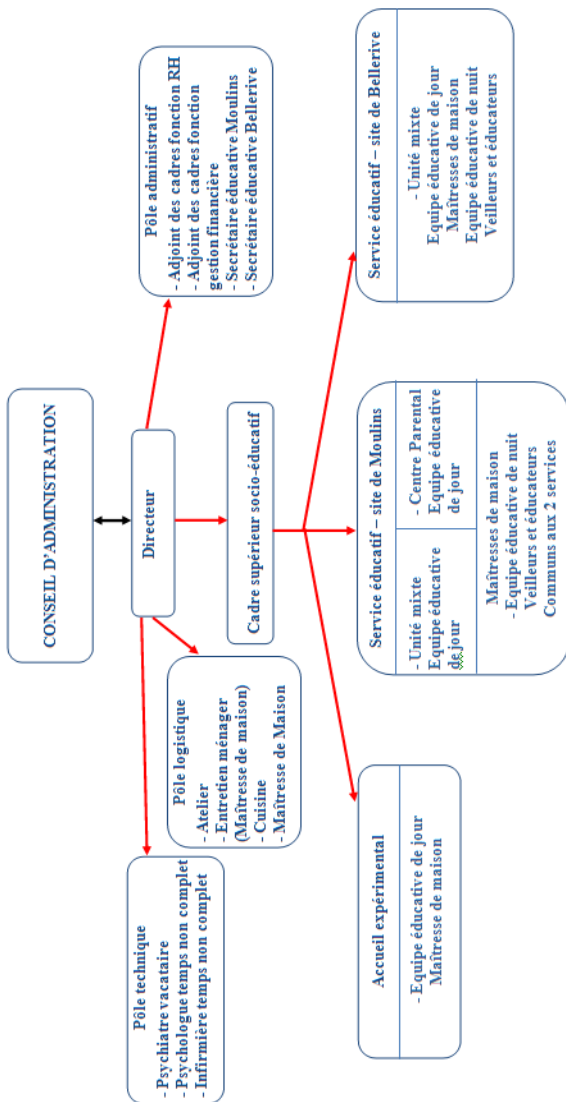 CONSEIL D'ADMINISTRATION
Directeur
Pôle technique
- Psychiatre vacataire
- Psychologue temps non complet
- Infirmière temps non complet
Pôle logistique
- Atelier
- Entretien ménager
(Maîtresse de maison)
- Cuisine
- Maîtresse de Maison
Pôle administratif
- Adjoint des cadres fonction RH
- Adjoint des cadres fonction
gestion financière
- Secrétaire éducative Moulins
- Secrétaire éducative Bellerive
Cadre supérieur socio-éducatif
Accueil expérimental
- Equipe éducative de jour
Maîtresse de maison
Service éducatif – site de Moulins
- Unité mixte
Equipe éducative
de jour
- Centre Parental
Equipe éducative
de jour
Maîtresses de maison
- Equipe éducative de nuit
Veilleurs et éducateurs
Communs aux 2 services
Service éducatif – site de Bellerive
- Unité mixte
Equipe éducative de jour
Maîtresses de maison
Equipe éducative de nuit
Veilleurs et éducateurs